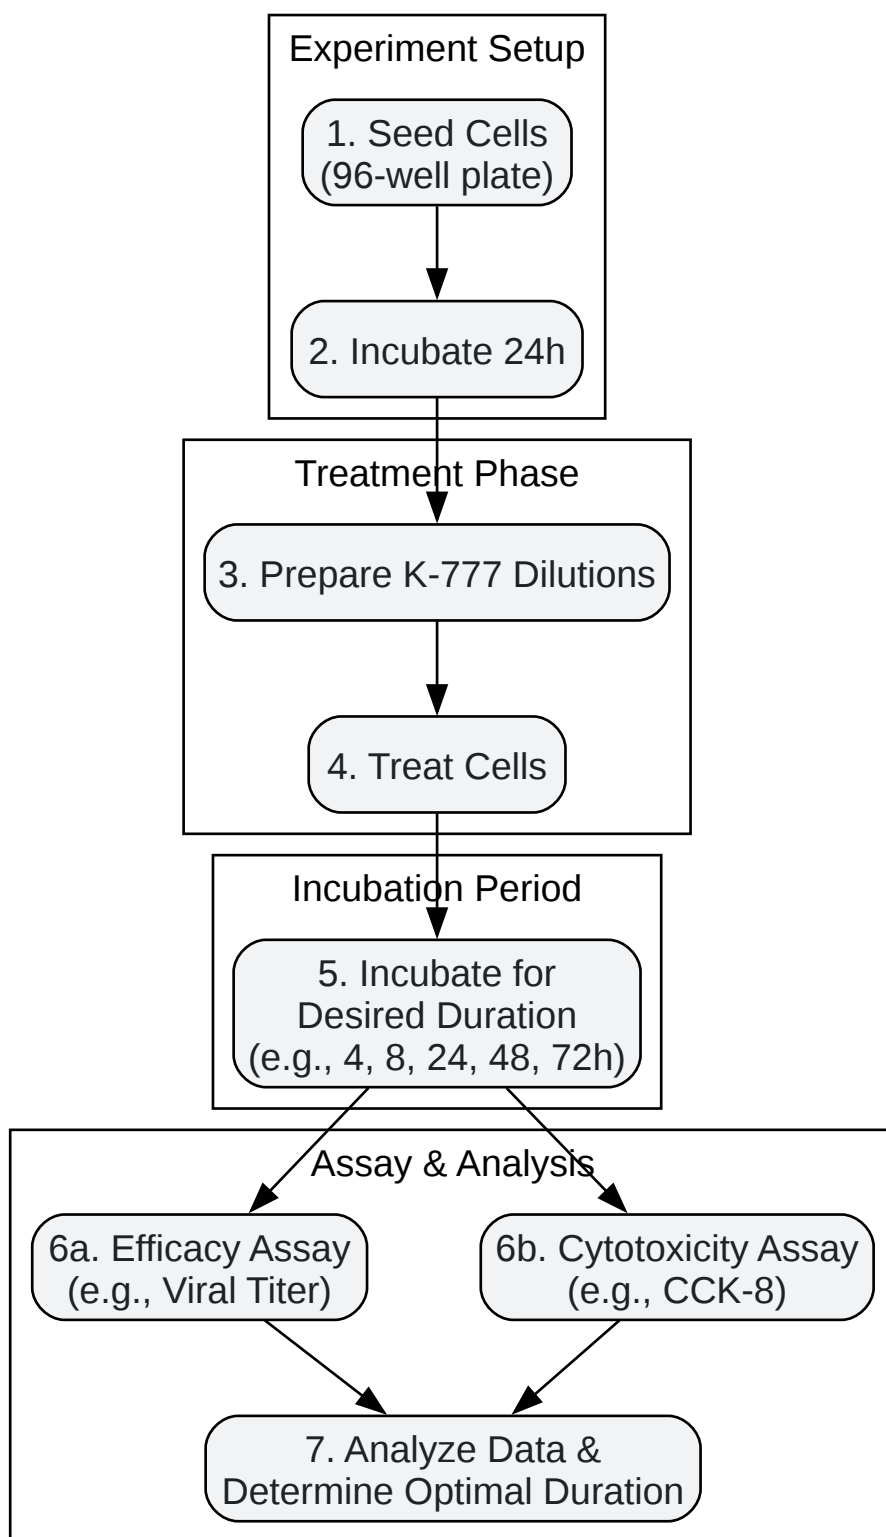 Experiment Setup
1. Seed Cells
(96-well plate)
2. Incubate 24h
Treatment Phase
3. Prepare K-777 Dilutions
4. Treat Cells
Incubation Period
5. Incubate for
Desired Duration
(e.g., 4, 8, 24, 48, 72h)
Assay & Analysis
6a. Efficacy Assay
(e.g., Viral Titer)
6b. Cytotoxicity Assay
(e.g., CCK-8)
7. Analyze Data &
Determine Optimal Duration